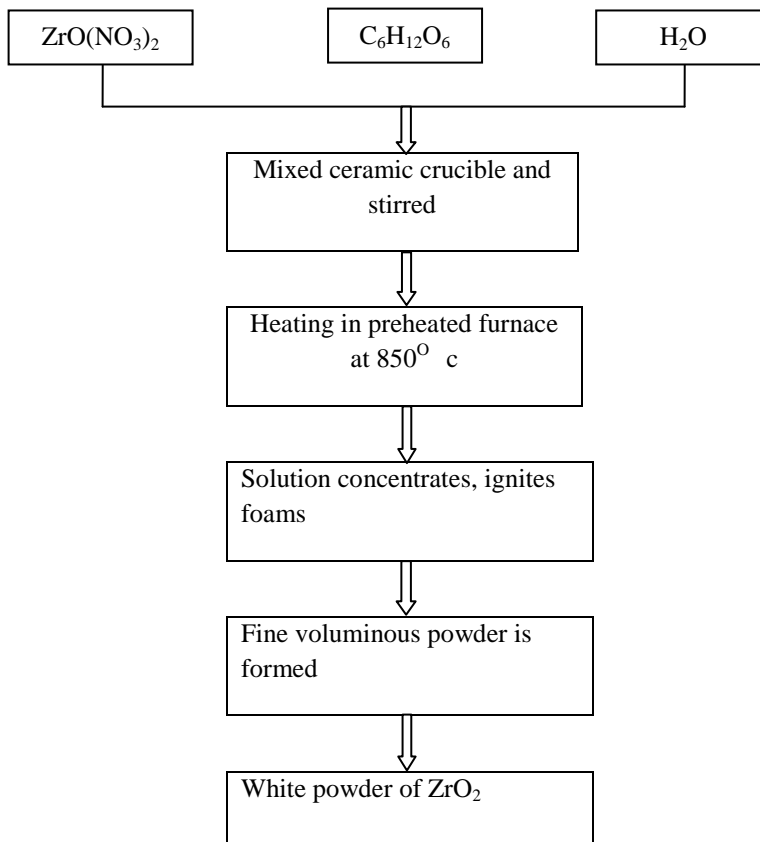 ZrO(NO₃)₂
C₆H₁₂O₆
H₂O
Mixed ceramic crucible and
stirred
Heating in preheated furnace
at 850ᴼ c
Solution concentrates, ignites
foams
Fine voluminous powder is
formed
White powder of ZrO₂